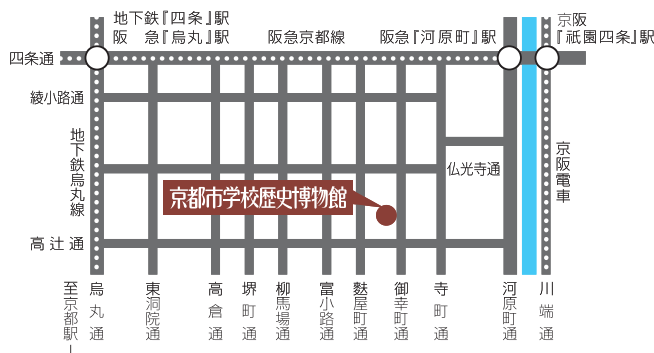 地下鉄『四条』駅
阪 急『烏丸』駅
阪急京都線
阪急『河原町』駅
京阪
『祇園四条』駅
四条通
綾小路通
地下鉄烏丸線
仏光寺通
京阪電車
京都市学校歴史博物館
高辻通
至京都駅
烏丸通
東洞院通
高倉通
堺町通
柳馬場通
富小路通
麩屋町通
御幸町通
寺町通
河原町通
川端通